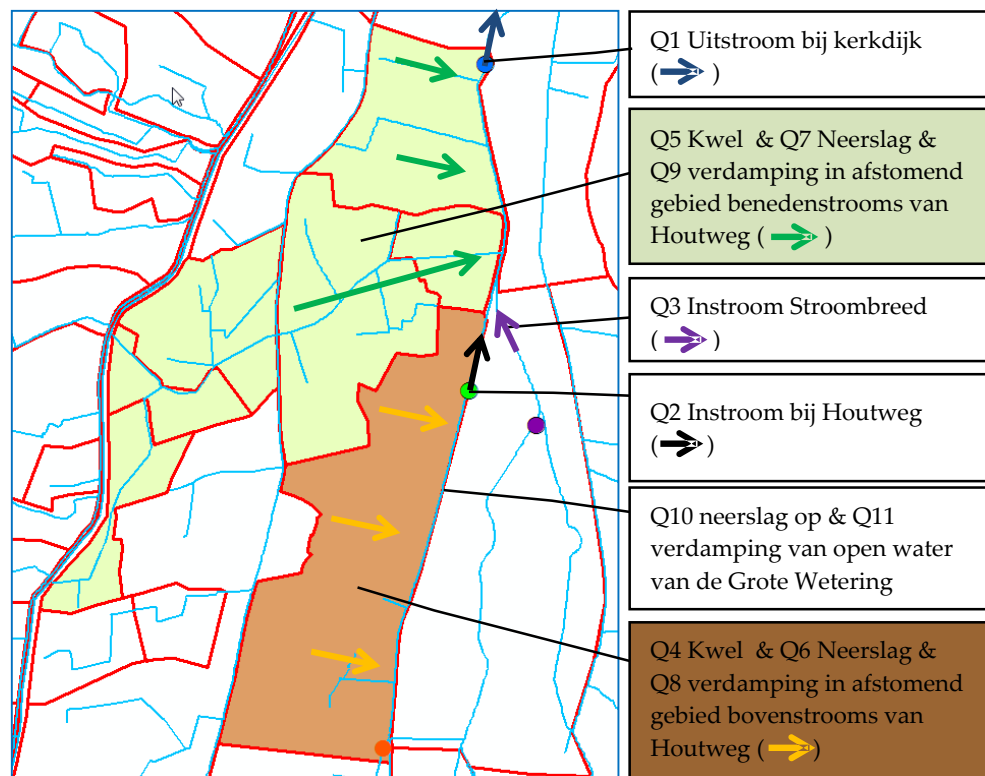 Q1 Uitstroom bij kerkdijk
( )
Q5 Kwel & Q7 Neerslag &
Q9 verdamping in afstomend
gebied benedenstrooms van
Houtweg ( )
Q3 Instroom Stroombreed
( )
Q2 Instroom bij Houtweg
( )
Q10 neerslag op & Q11
verdamping van open water
van de Grote Wetering
Q4 Kwel & Q6 Neerslag &
Q8 verdamping in afstomend
gebied bovenstrooms van
Houtweg ( )